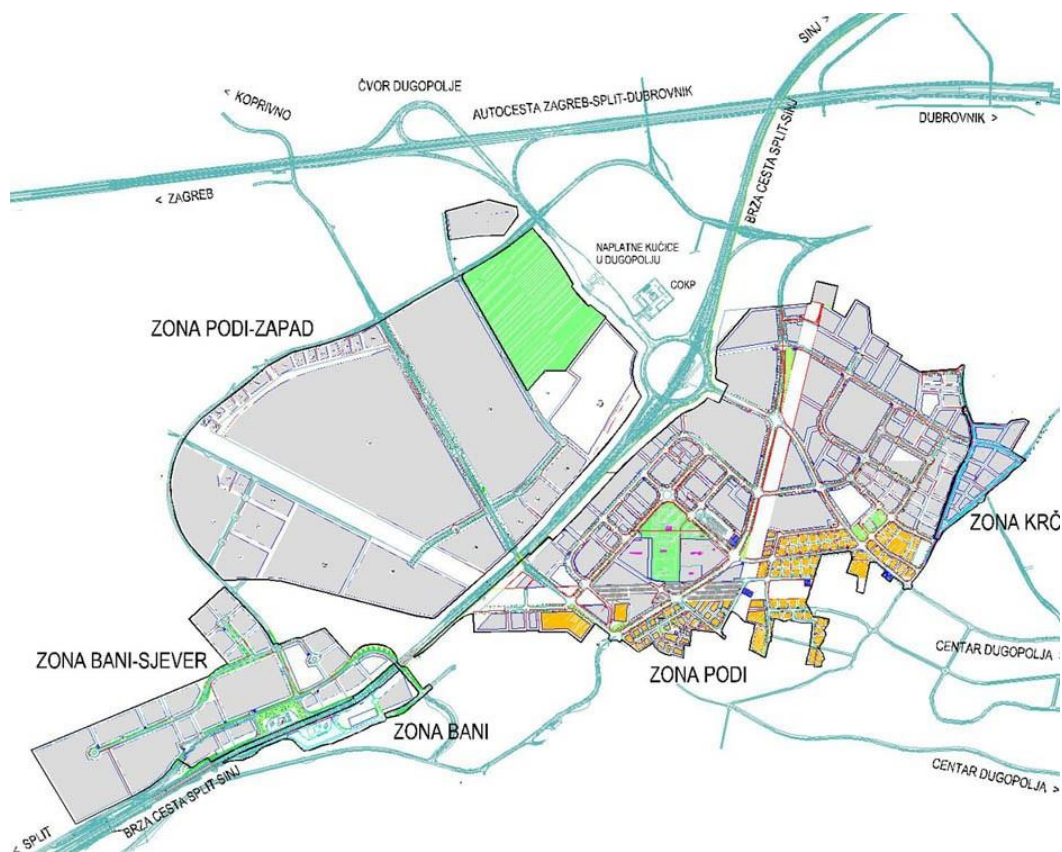 SINJ >
ČVOR DUGOPOLJE
< KOPRIVNO
AUTOCESTA ZAGREB-SPLIT-DUBROVNIK
DUBROVNIK >
BRZA CESTA SPLIT-SINJ
< ZAGREB
NAPLATNE KUĆICE
U DUGOPOLJU
COKP
ZONA PODI-ZAPAD
ZONA KRČ
ZONA BANI-SJEVER
CENTAR DUGOPOLJA >
ZONA PODI
ZONA BANI
CENTAR DUGOPOLJA >
BRZA CESTA SPLIT-SINJ
< SPLIT